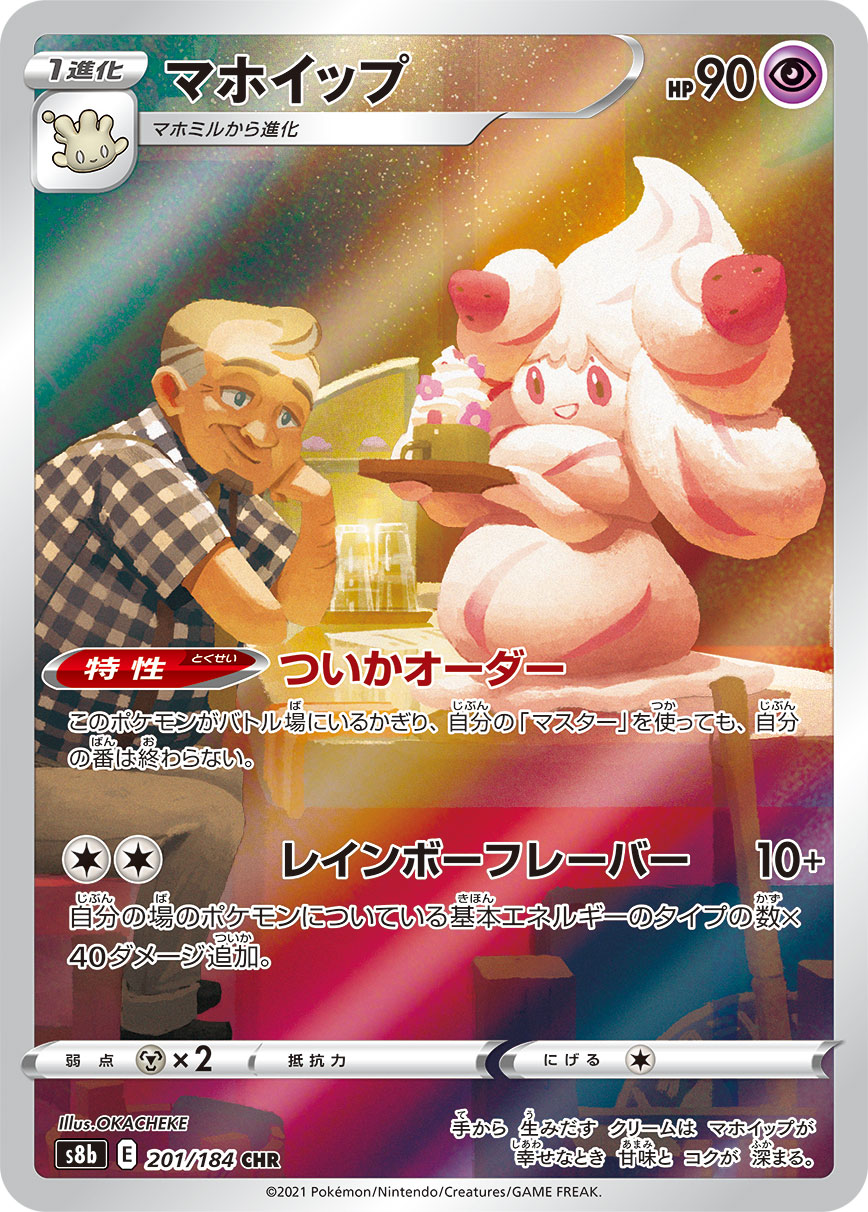 1進化
マホイップ
HP90
マホミルから進化
特性 とくせい
ついかオーダー
このポケモンがバトル場にいるかぎり、自分の「マスター」を使っても、自分
の番は終わらない。
レインボーフレーバー 10+
自分の場のポケモンについている基本エネルギーのタイプの数×
40ダメージ追加。
弱点 ×2 抵抗力 にげる
Illus.OKACHEKE
s8b E 201/184 CHR
手から 生みだす クリームは マホイップが
幸せなとき 甘味と コクが 深まる。
©2021 Pokémon/Nintendo/Creatures/GAME FREAK.